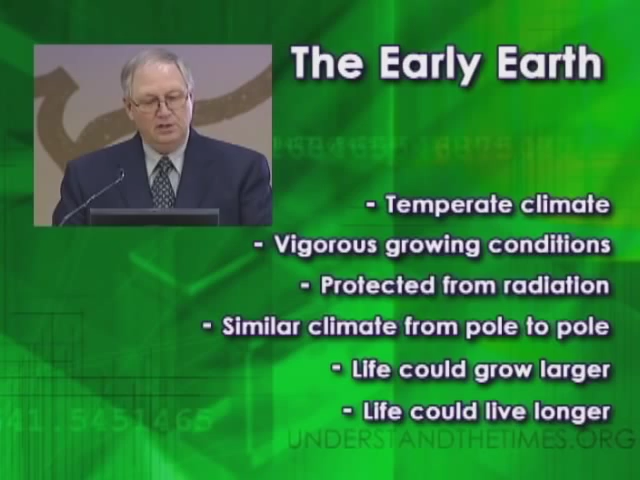 The Early Earth
- Temperate climate
- Vigorous growing conditions
- Protected from radiation
- Similar climate from pole to pole
- Life could grow larger
- Life could live longer
UNDERSTANDTHETIMES.ORG